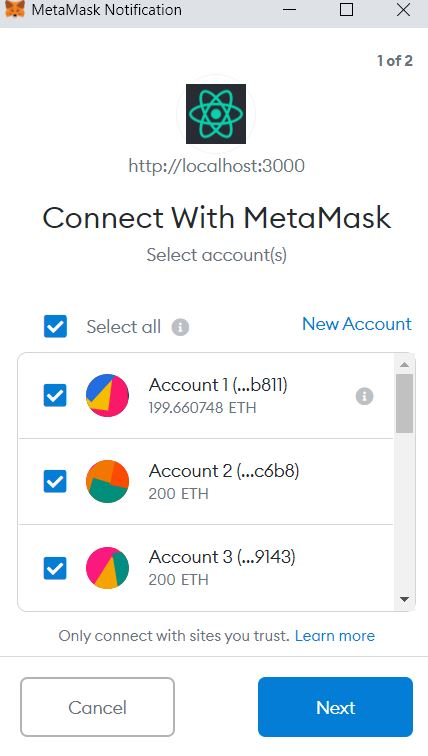 MetaMask Notification
1 of 2
http://localhost:3000
Connect With MetaMask
Select account(s)
Select all
New Account
Account 1 (...b811)
199.660748 ETH
Account 2 (...c6b8)
200 ETH
Account 3 (...9143)
200 ETH
Only connect with sites you trust. Learn more
Cancel
Next